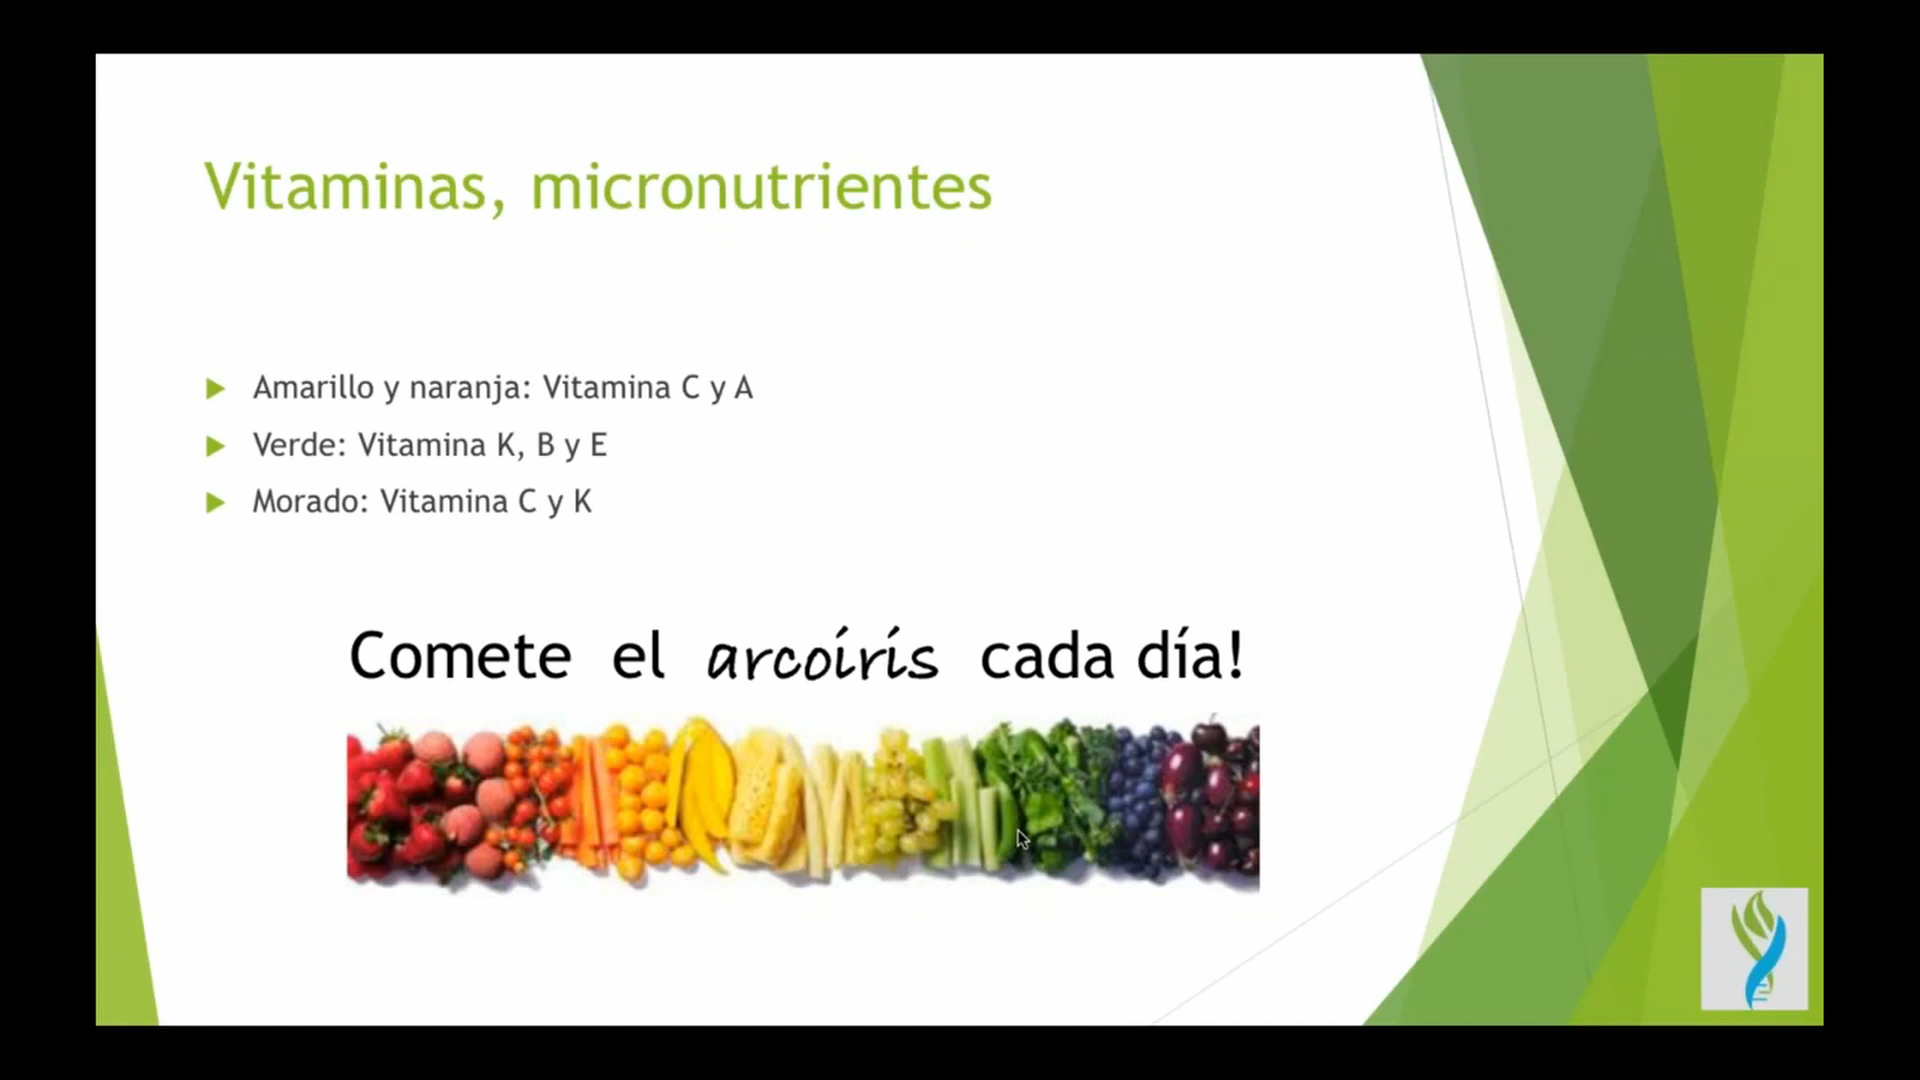 Vitaminas, micronutrientes
Amarillo y naranja: Vitamina C y A
Verde: Vitamina K, B y E
Morado: Vitamina C y K
Comete el arcoíris cada día!